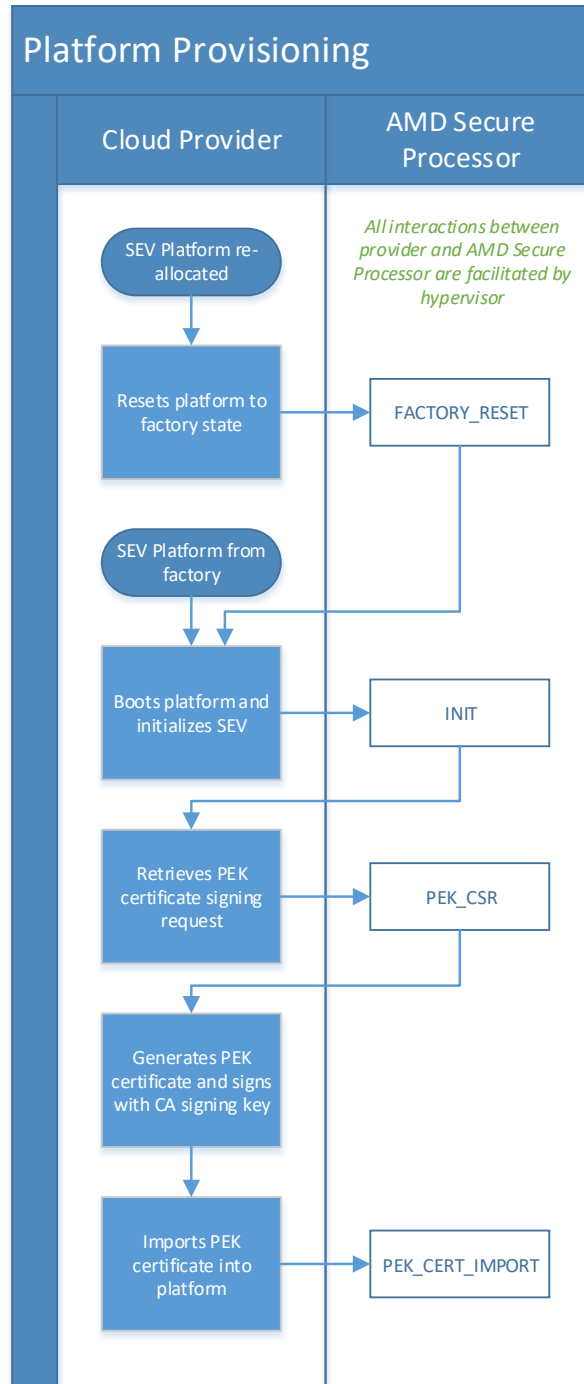 Platform Provisioning
Cloud Provider
AMD Secure
Processor
All interactions between
provider and AMD Secure
Processor are facilitated by
hypervisor
SEV Platform re-
allocated
Resets platform to
factory state
FACTORY_RESET
SEV Platform from
factory
Boots platform and
initializes SEV
INIT
Retrieves PEK
certificate signing
request
PEK_CSR
Generates PEK
certificate and signs
with CA signing key
Imports PEK
certificate into
platform
PEK_CERT_IMPORT